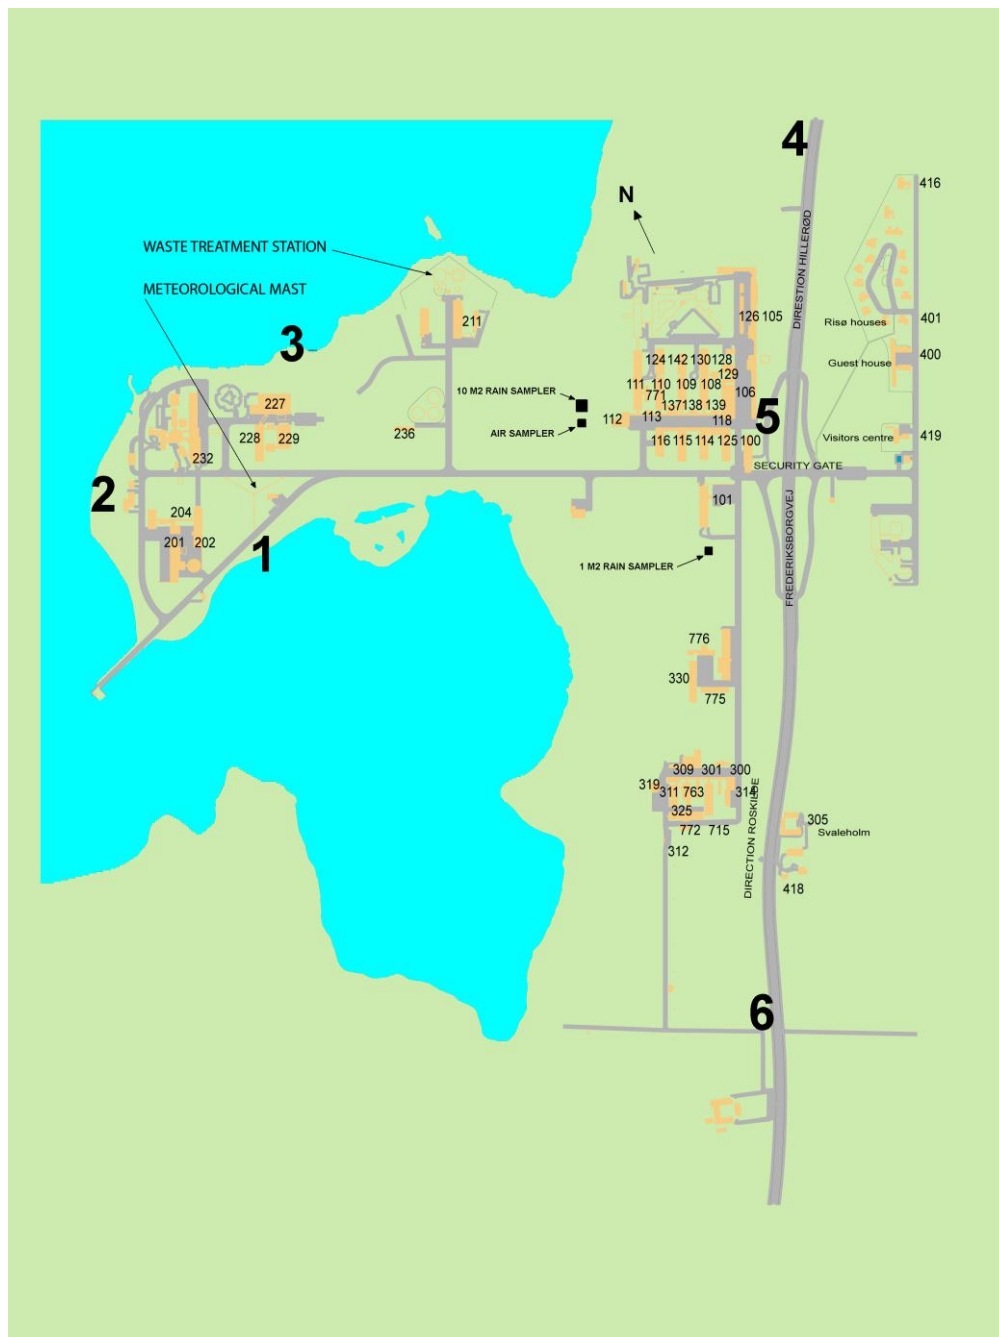 4
416
N
WASTE TREATMENT STATION
DIRESTION HILLERØD
METEOROLOGICAL MAST
126 105
401
211
Risø houses
3
124 142 130 128
400
Guest house
129
111 110 109 108
106
10 M2 RAIN SAMPLER
771
227
137 138 139
5
113
118
112
AIR SAMPLER
236
228
229
116 115 114 125 100
Visitors centre
419
232
SECURITY GATE
2
101
204
201 202
1
1 M2 RAIN SAMPLER
FREDERIKSBORGVEJ
776
330
775
309 301 300
319
311 763
314
325
772 715
312
DIRECTION ROSKILDE
305
Svaleholm
418
6